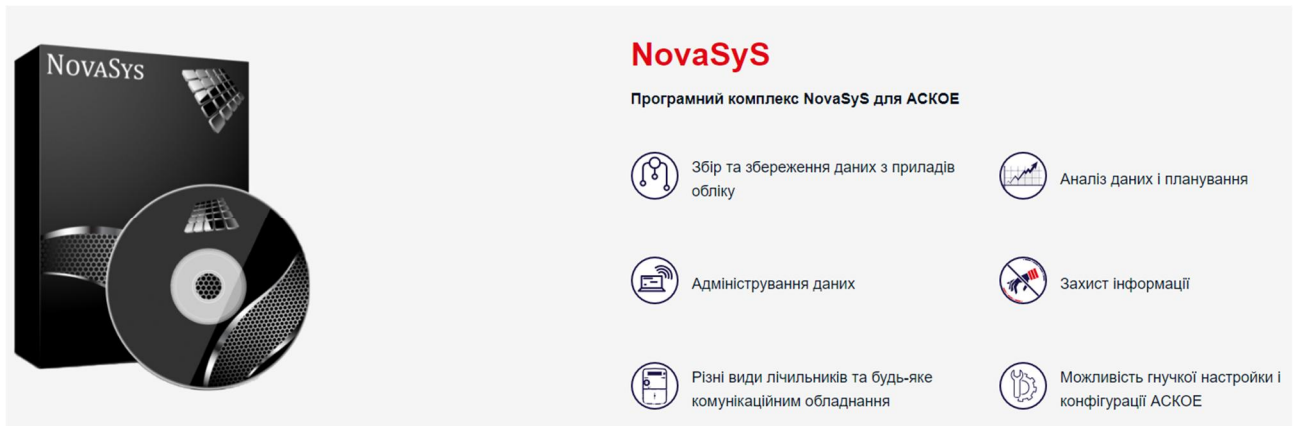 NovaSys
NovaSyS
Програмний комплекс NovaSyS для АСКОЕ
Збір та збереження даних з приладів
обліку
Аналіз даних і планування
Адміністрування даних
Захист інформації
Різні види лічильників та будь-яке
комунікаційним обладнання
Можливість гнучкої настройки і
конфігурації АСКОЕ